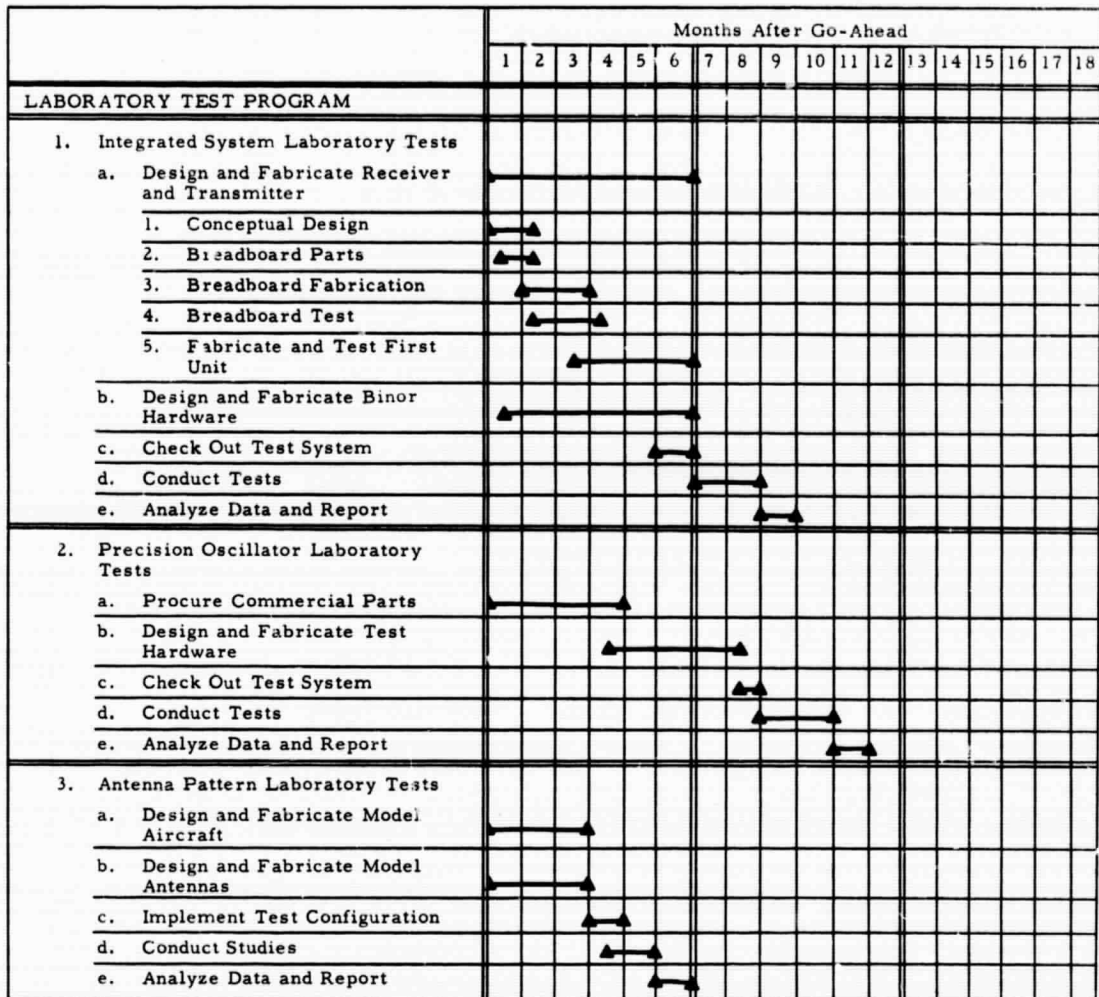 Months After Go-Ahead
1 2 3 4 5 6 7 8 9 10 11 12 13 14 15 16 17 18
LABORATORY TEST PROGRAM
1. Integrated System Laboratory Tests
a. Design and Fabricate Receiver
and Transmitter
1. Conceptual Design
2. Breadboard Parts
3. Breadboard Fabrication
4. Breadboard Test
5. Fabricate and Test First
Unit
b. Design and Fabricate Binor
Hardware
c. Check Out Test System
d. Conduct Tests
e. Analyze Data and Report
2. Precision Oscillator Laboratory
Tests
a. Procure Commercial Parts
b. Design and Fabricate Test
Hardware
c. Check Out Test System
d. Conduct Tests
e. Analyze Data and Report
3. Antenna Pattern Laboratory Tests
a. Design and Fabricate Model
Aircraft
b. Design and Fabricate Model
Antennas
c. Implement Test Configuration
d. Conduct Studies
e. Analyze Data and Report